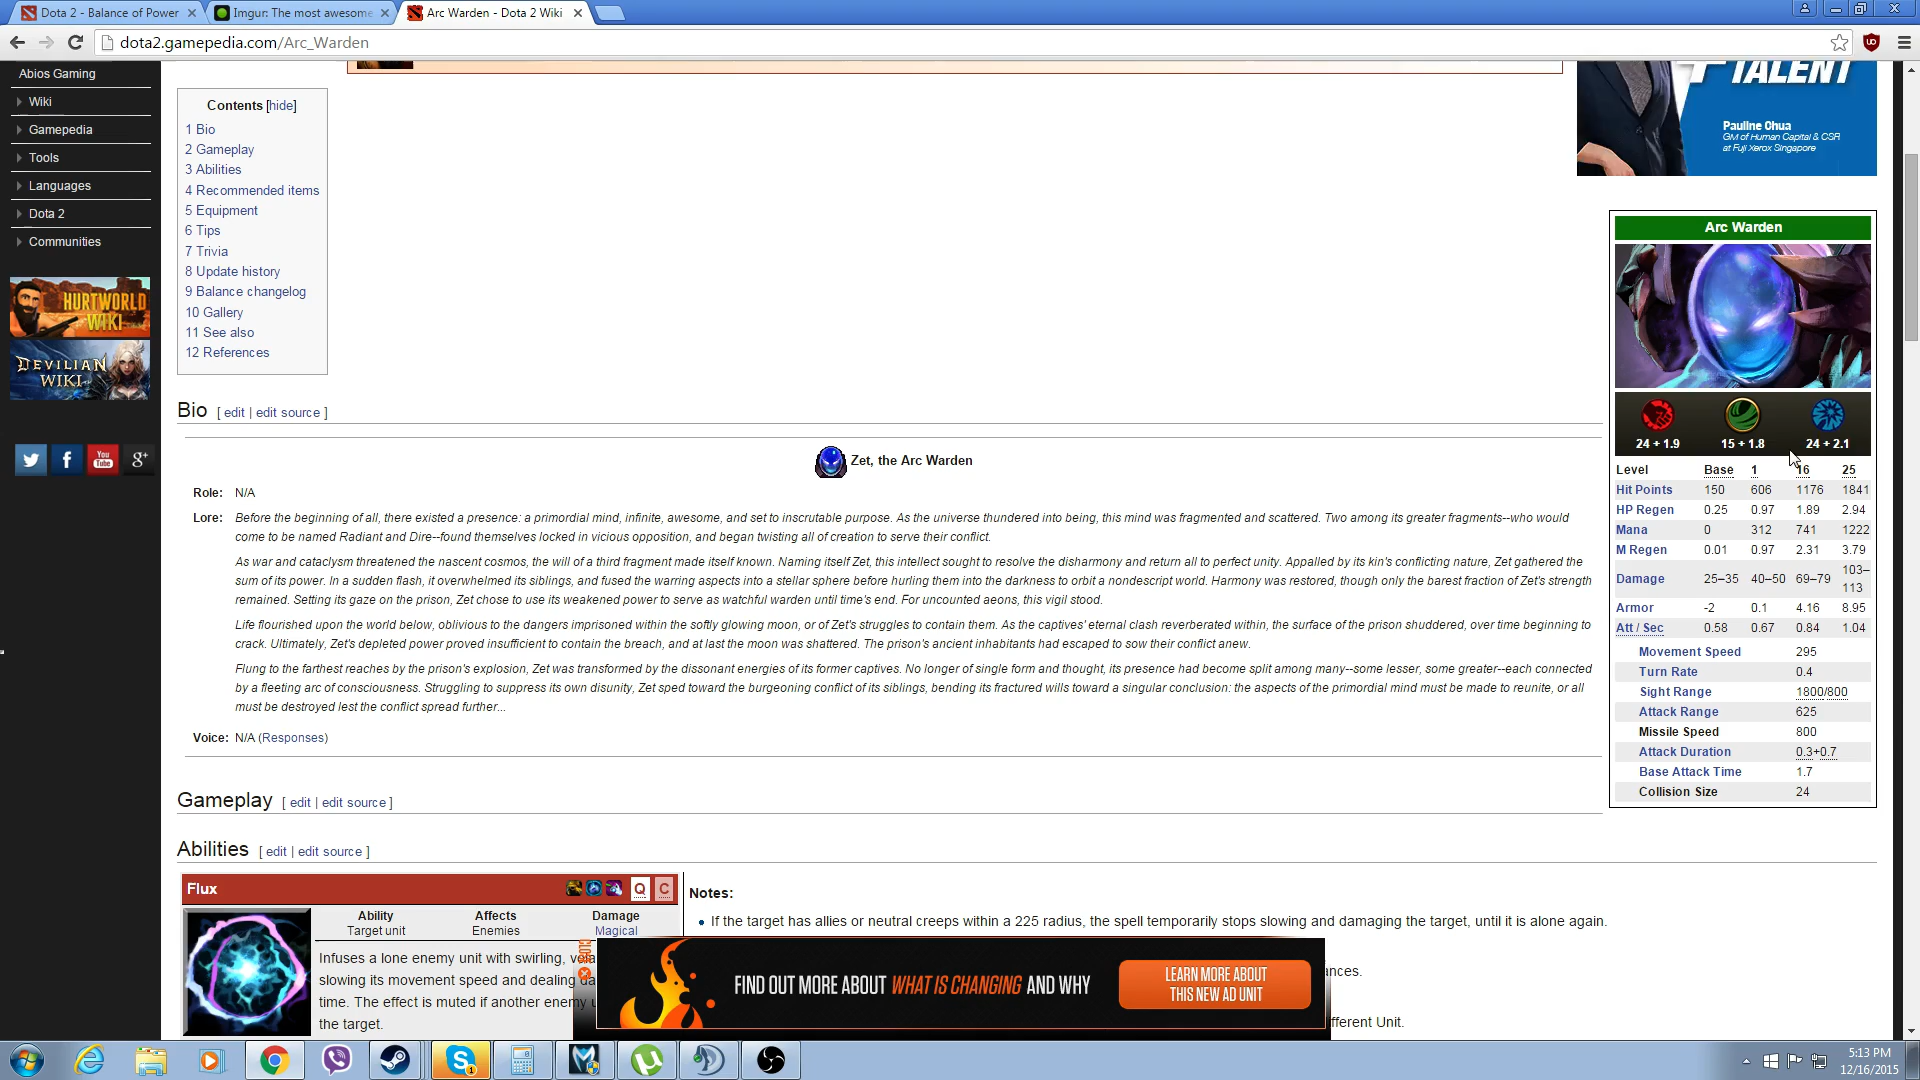 Dota 2 - Balance of Power
Imgur: The most awesome
Arc Warden - Dota 2 Wiki
dota2.gamepedia.com/Arc_Warden
Abios Gaming
Wiki
Gamepedia
Tools
Languages
Dota 2
Communities
HURTWORLD
WIKI
DEVILIAN
WIKI
You
Tube
g+
Contents [hide]
1 Bio
2 Gameplay
3 Abilities
4 Recommended items
5 Equipment
6 Tips
7 Trivia
8 Update history
9 Balance changelog
10 Gallery
11 See also
12 References
TALENT
Pauline Chua
GM of Human Capital & CSR
at Fuji Xerox Singapore
Bio [ edit | edit source ]
Zet, the Arc Warden
Role: N/A
Lore: Before the beginning of all, there existed a presence: a primordial mind, infinite, awesome, and set to inscrutable purpose. As the universe thundered into being, this mind was fragmented and scattered. Two among its greater fragments--who would
come to be named Radiant and Dire--found themselves locked in vicious opposition, and began twisting all of creation to serve their conflict.
As war and cataclysm threatened the nascent cosmos, the will of a third fragment made itself known. Naming itself Zet, this intellect sought to resolve the disharmony and return all to perfect unity. Appalled by its kin's conflicting nature, Zet gathered the
sum of its power. In a sudden flash, it overwhelmed its siblings, and fused the warring aspects into a stellar sphere before hurling them into the darkness to orbit a nondescript world. Harmony was restored, though only the barest fraction of Zet's strength
remained. Setting its gaze on the prison, Zet chose to use its weakened power to serve as watchful warden until time's end. For uncounted aeons, this vigil stood.
Life flourished upon the world below, oblivious to the dangers imprisoned within the softly glowing moon, or of Zet's struggles to contain them. As the captives' eternal clash reverberated within, the surface of the prison shuddered, over time beginning to
crack. Ultimately, Zet's depleted power proved insufficient to contain the breach, and at last the moon was shattered. The prison's ancient inhabitants had escaped to sow their conflict anew.
Flung to the farthest reaches by the prison's explosion, Zet was transformed by the dissonant energies of its former captives. No longer of single form and thought, its presence had become split among many--some lesser, some greater--each connected
by a fleeting arc of consciousness. Struggling to suppress its own disunity, Zet sped toward the burgeoning conflict of its siblings, bending its fractured wills toward a singular conclusion: the aspects of the primordial mind must be made to reunite, or all
must be destroyed lest the conflict spread further...
Voice: N/A (Responses)
Arc Warden
24 + 1.9 15 + 1.8 24 + 2.1
Level Base 1 16 25
Hit Points 150 606 1176 1841
HP Regen 0.25 0.97 1.89 2.94
Mana 0 312 741 1222
M Regen 0.01 0.97 2.31 3.79
Damage 25–35 40–50 69–79 103–
113
Armor -2 0.1 4.16 8.95
Att / Sec 0.58 0.67 0.84 1.04
Movement Speed 295
Turn Rate 0.4
Sight Range 1800/800
Attack Range 625
Missile Speed 800
Attack Duration 0.3+0.7
Base Attack Time 1.7
Collision Size 24
Gameplay [ edit | edit source ]
Abilities [ edit | edit source ]
Flux Q C
Ability Affects Damage
Target unit Enemies Magical
Infuses a lone enemy unit with swirling,
slowing its movement speed and dealing
time. The effect is muted if another enemy
the target.
Notes:
If the target has allies or neutral creeps within a 225 radius, the spell temporarily stops slowing and damaging the target, until it is alone again.
ances.
fferent Unit.
CLOSE
FIND OUT MORE ABOUT WHAT IS CHANGING AND WHY
LEARN MORE ABOUT
THIS NEW AD UNIT
5:13 PM
12/16/2015